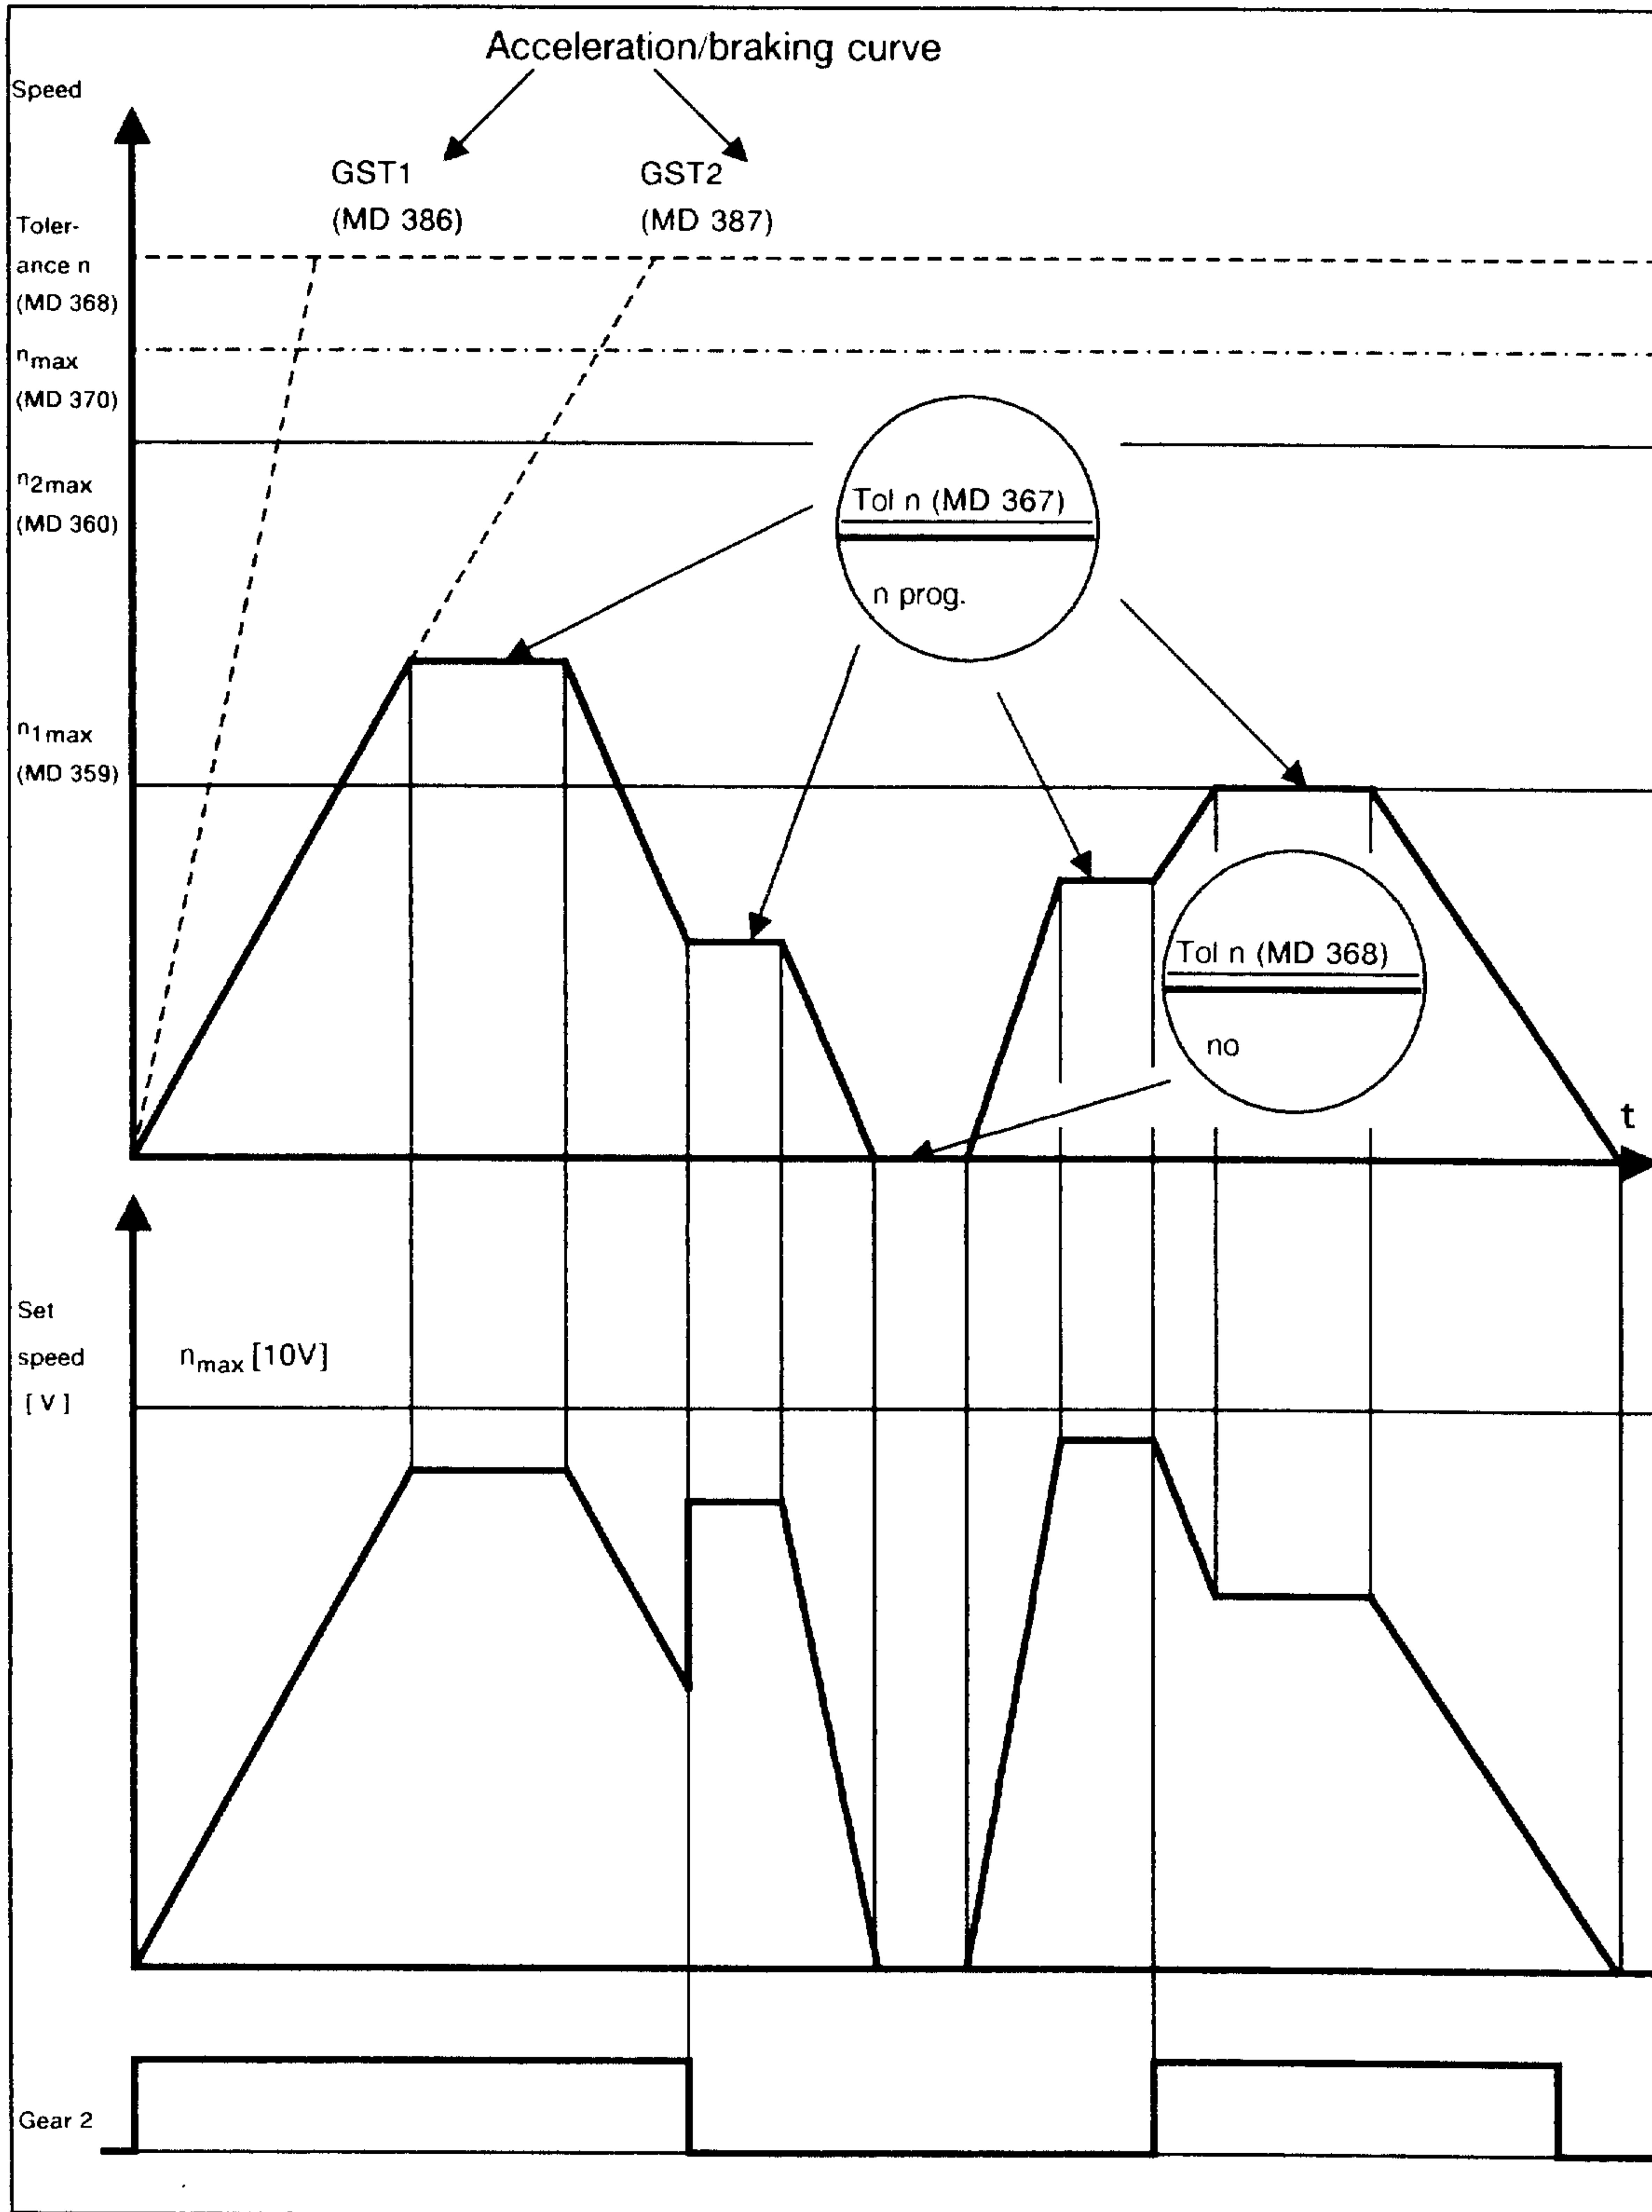 Acceleration/braking curve
Speed
GST1
(MD 386)
GST2
(MD 387)
Toler-
ance n
(MD 368)
nmax
(MD 370)
n2max
(MD 360)
Tol n (MD 367)
n prog.
n1max
(MD 359)
Tol n (MD 368)
no
t
Set
speed
[ V ]
nmax [10V]
Gear 2